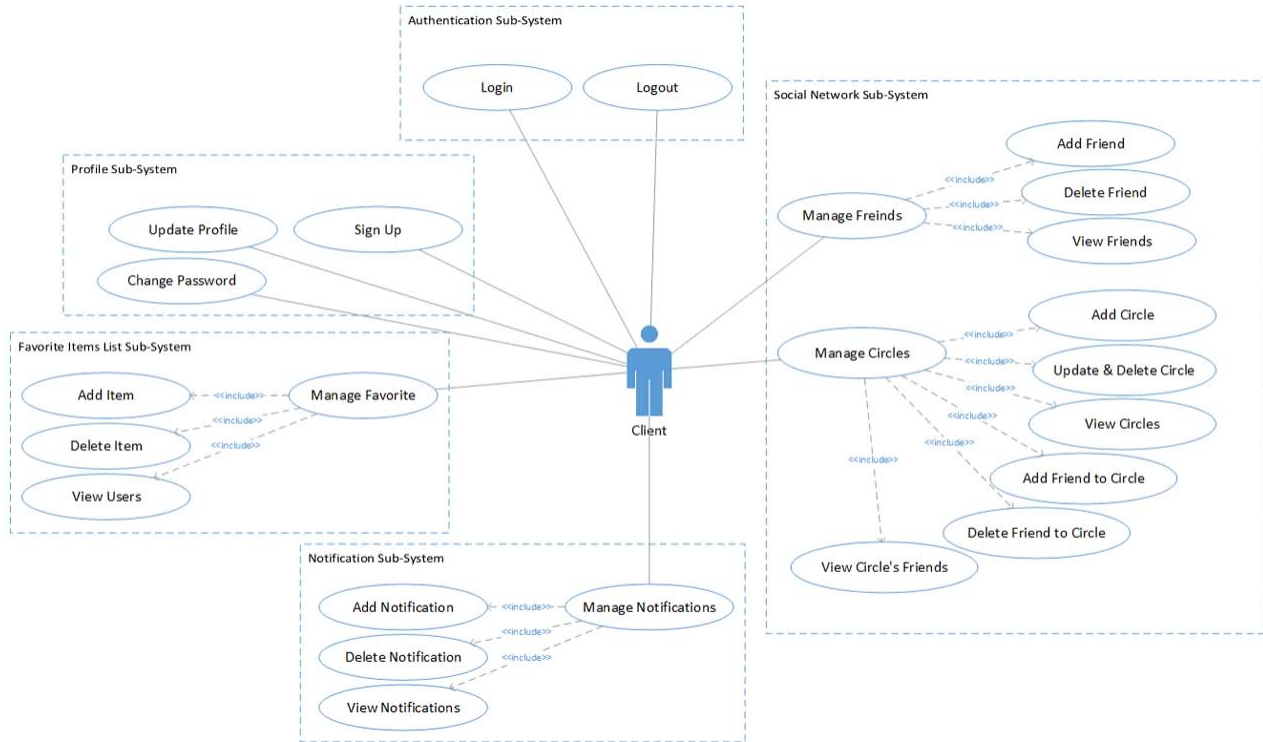 Authentication Sub-System
Login
Logout
Social Network Sub-System
Add Friend
<<include>>
Delete Friend
<<include>>
Manage Freinds
<<include>>
View Friends
Add Circle
<<include>>
Manage Circles
<<include>>
Update & Delete Circle
<<include>>
View Circles
<<include>>
<<include>>
<<include>>
Add Friend to Circle
Delete Friend to Circle
View Circle's Friends
Profile Sub-System
Update Profile
Sign Up
Change Password
Favorite Items List Sub-System
Add Item
<<include>>
Manage Favorite
<<include>>
Delete Item
<<include>>
View Users
Client
Notification Sub-System
Add Notification
<<include>>
Manage Notifications
<<include>>
Delete Notification
<<include>>
View Notifications